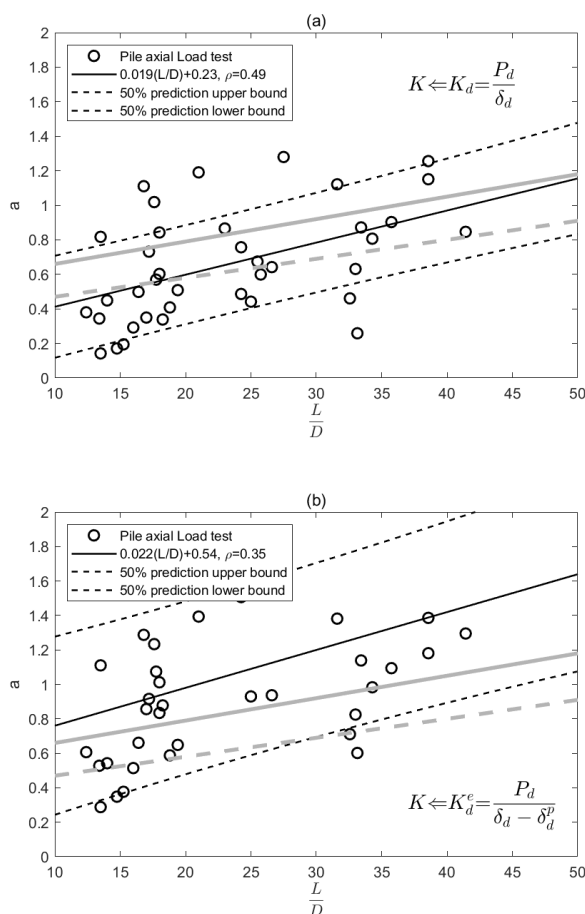 (a)
2
1.8
1.6
1.4
1.2
1
0.8
0.6
0.4
0.2
0
a
Pile axial Load test
0.019(L/D)+0.23, ρ=0.49
50% prediction upper bound
50% prediction lower bound
K⇐K_d=P_d/δ_d
10 15 20 25 30 35 40 45 50
L/D
(b)
2
1.8
1.6
1.4
1.2
1
0.8
0.6
0.4
0.2
0
a
Pile axial Load test
0.022(L/D)+0.54, ρ=0.35
50% prediction upper bound
50% prediction lower bound
K⇐K_d^e=P_d/(δ_d − δ_d^p)
10 15 20 25 30 35 40 45 50
L/D